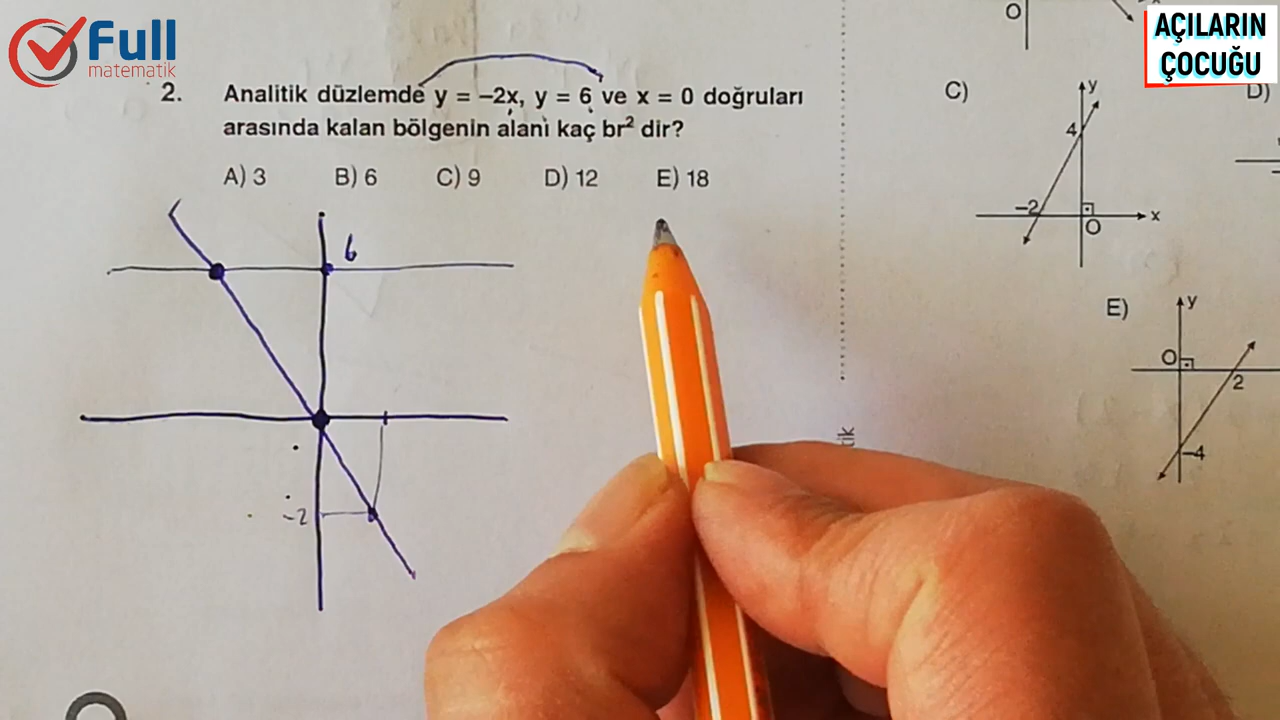 Full
matematik
AÇILARIN
ÇOCUĞU
2. Analitik düzlemde y = –2x, y = 6 ve x = 0 doğruları
arasında kalan bölgenin alanı kaç br² dir?
A) 3 B) 6 C) 9 D) 12 E) 18
6
-2
O
C)
y
4
-2
O
x
D)
E)
y
O
2
-4
tik